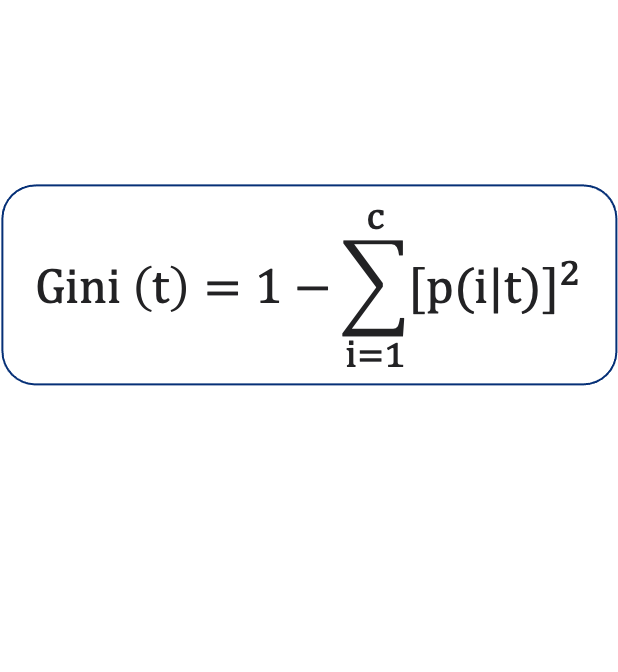 Gini (t) = 1 − ∑_{i=1}^{c} [p(i|t)]²